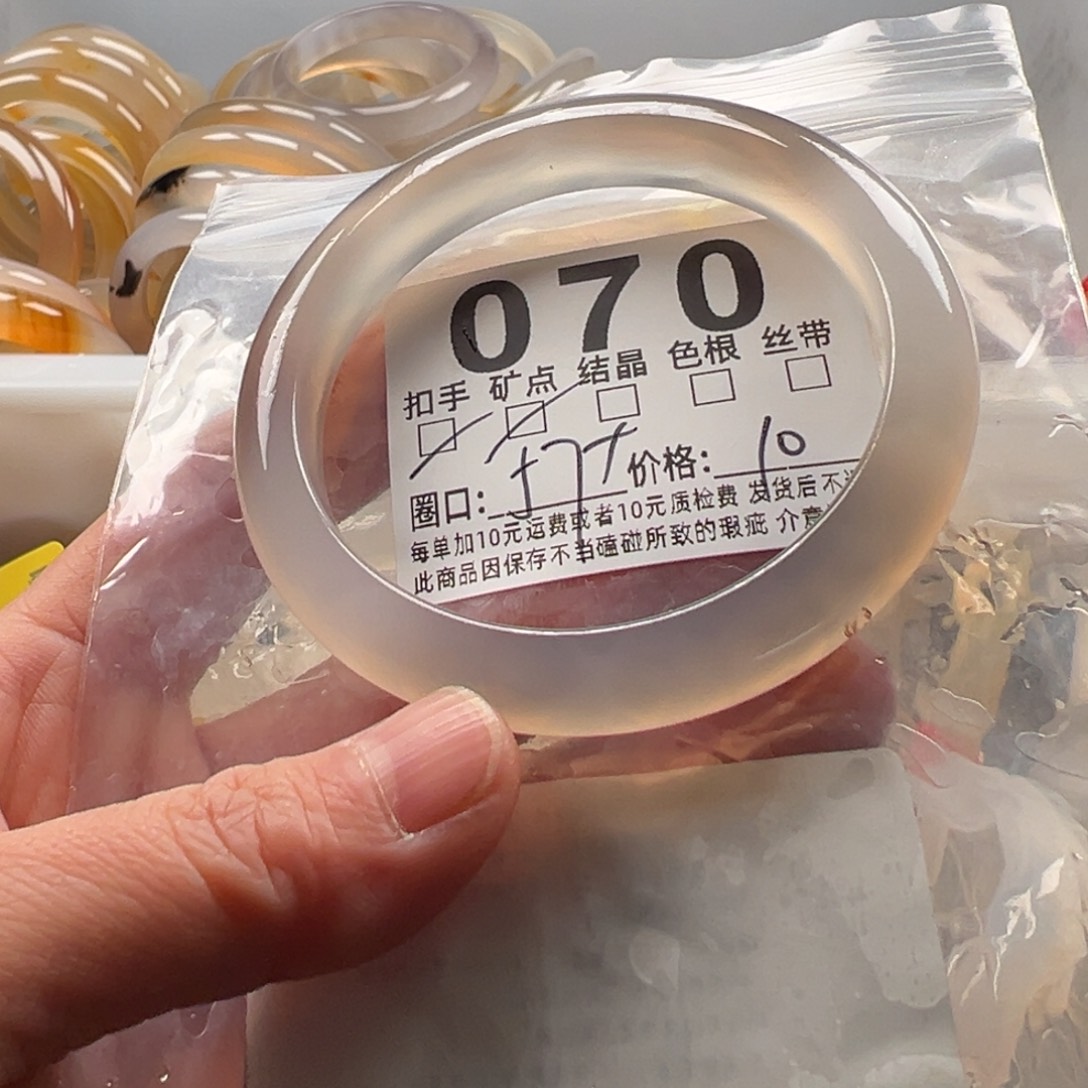 070
扣手 矿点 结晶 色根 丝带
圈口: 57+ 价格: 10
每单加10元运费或者10元质检费 发货后不
此商品因保存不当磕碰所致的瑕疵 介意